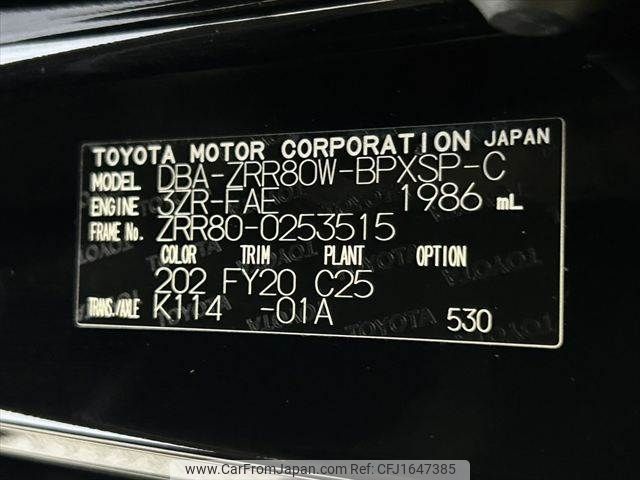 TOYOTA MOTOR CORPORATION JAPAN
MODEL DBA-ZRR80W-BPXSP-C
ENGINE 3ZR-FAE 1986 mL
FRAME No. ZRR80-0253515
COLOR TRIM PLANT OPTION
202 FY20 C25
TRANS./AXLE K114 -01A 530
www.CarFromJapan.com | ID:CFJ1647385